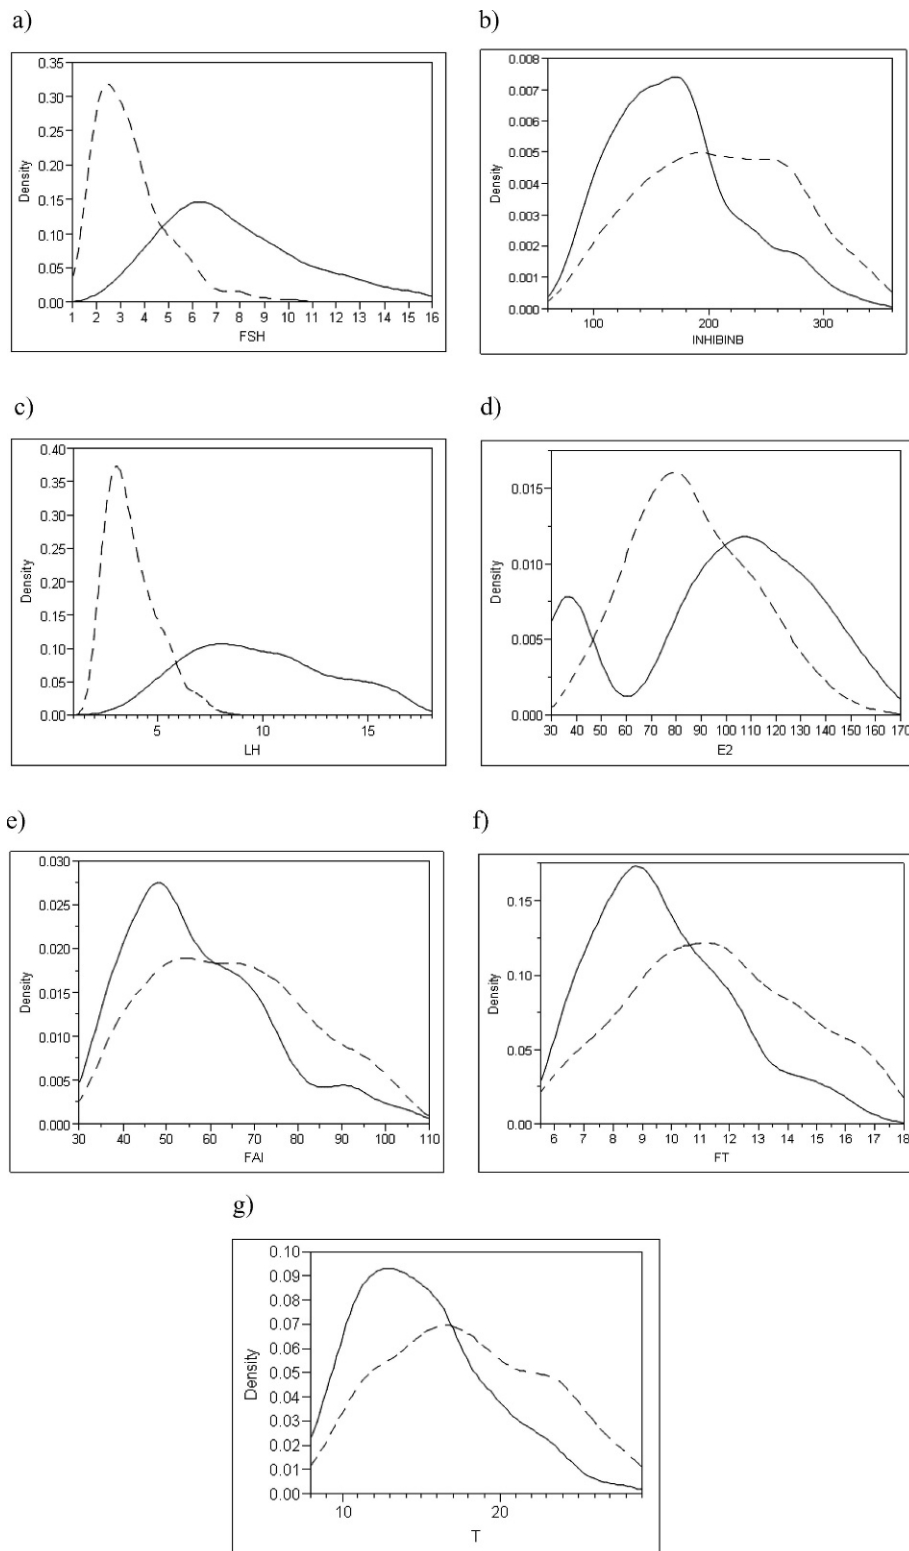 a)
0.35
0.30
0.25
0.20
0.15
0.10
0.05
0.00
Density
1 2 3 4 5 6 7 8 9 10 11 12 13 14 15 16
FSH
b)
0.008
0.007
0.006
0.005
0.004
0.003
0.002
0.001
0.000
Density
100 200 300
INHIBINB
c)
0.40
0.35
0.30
0.25
0.20
0.15
0.10
0.05
0.00
Density
5 10 15
LH
d)
0.015
0.010
0.005
0.000
Density
30 40 50 60 70 80 90 100 110 120 130 140 150 160 170
E2
e)
0.030
0.025
0.020
0.015
0.010
0.005
0.000
Density
30 40 50 60 70 80 90 100 110
FAI
f)
0.15
0.10
0.05
0.00
Density
6 7 8 9 10 11 12 13 14 15 16 17 18
FT
g)
0.10
0.09
0.08
0.07
0.06
0.05
0.04
0.03
0.02
0.01
0.00
Density
10 20
T